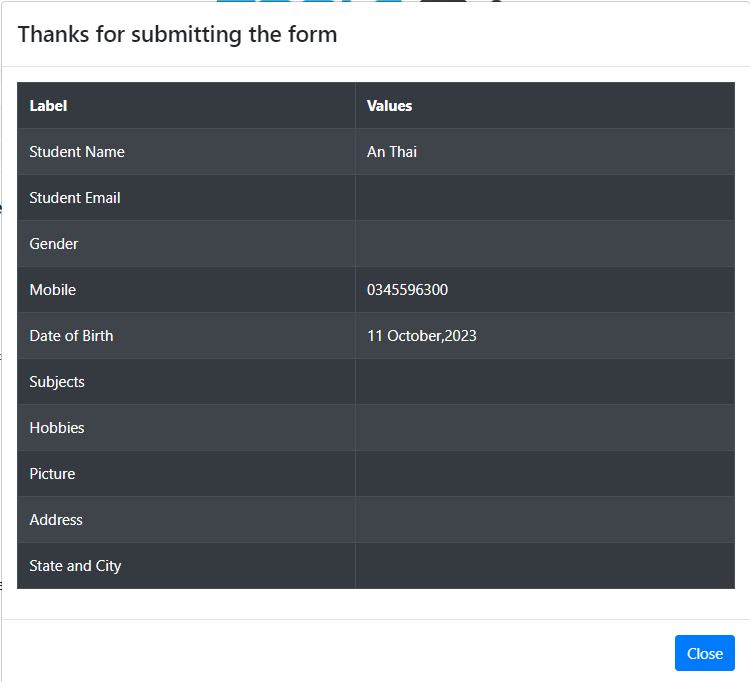 Thanks for submitting the form
Label Values
Student Name An Thai
Student Email
Gender
Mobile 0345596300
Date of Birth 11 October,2023
Subjects
Hobbies
Picture
Address
State and City
Close